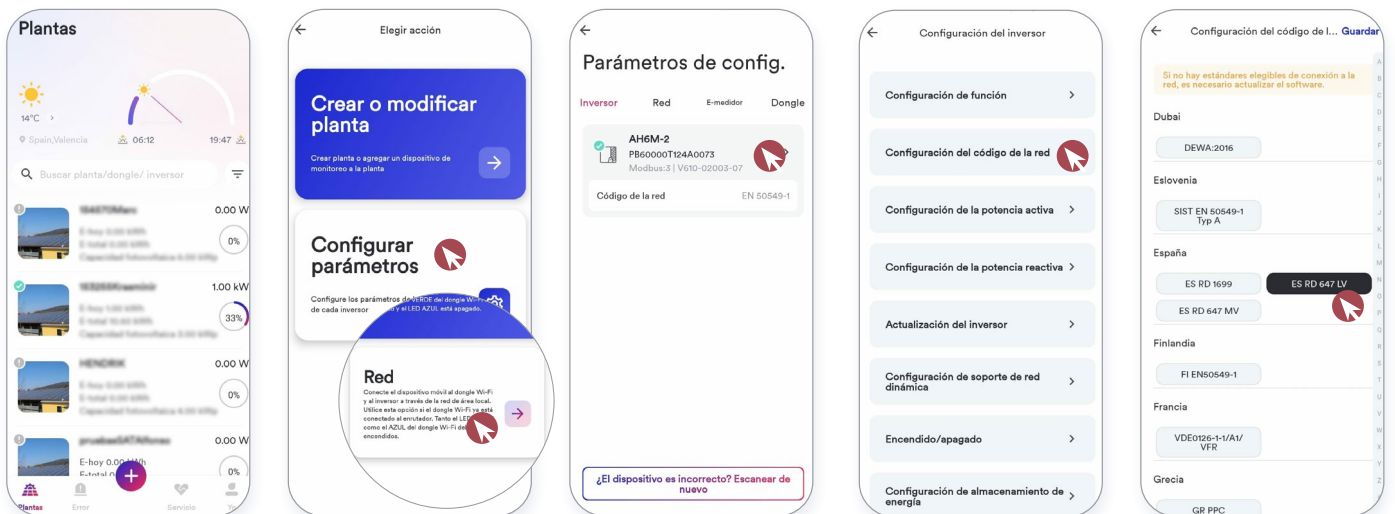 Plantas
14°C >
Spain,Valencia
06:12
19:47
Buscar planta/dongle/ inversor
0.00 W
0%
1.00 kW
33%
HENDRIK
0.00 W
0%
0.00 W
E-hoy 0.00 kWh
0%
Plantas
Error
Servicio
Yo
Elegir acción
Crear o modificar
planta
Crear planta o agregar un dispositivo de
monitoreo a la planta
Configurar
parámetros
Configure los parámetros de
de cada inversor
VERDE del dongle Wi-Fi
y el LED AZUL está apagado.
Red
Conecte el dispositivo móvil al dongle Wi-Fi
y al inversor a través de la red de área local.
Utilice esta opción si el dongle Wi-Fi ya está
conectado al enrutador. Tanto el LED
como el AZUL del dongle Wi-Fi
encendidos.
Parámetros de config.
Inversor Red E-medidor Dongle
AH6M-2
PB60000T124A0073
Modbus:3 | V610-02003-07
Código de la red EN 50549-1
¿El dispositivo es incorrecto? Escanear de
nuevo
Configuración del inversor
Configuración de función
Configuración del código de la red
Configuración de la potencia activa
Configuración de la potencia reactiva
Actualización del inversor
Configuración de soporte de red
dinámica
Encendido/apagado
Configuración de almacenamiento de
energía
Configuración del código de l... Guardar
Si no hay estándares elegibles de conexión a la
red, es necesario actualizar el software.
Dubai
DEWA:2016
Eslovenia
SIST EN 50549-1
Typ A
España
ES RD 1699
ES RD 647 LV
ES RD 647 MV
Finlandia
FI EN50549-1
Francia
VDE0126-1-1/A1/
VFR
Grecia
GR PPC
A
B
C
D
E
F
G
H
I
J
K
L
M
N
O
P
Q
R
S
T
U
V
W
X
Y
Z